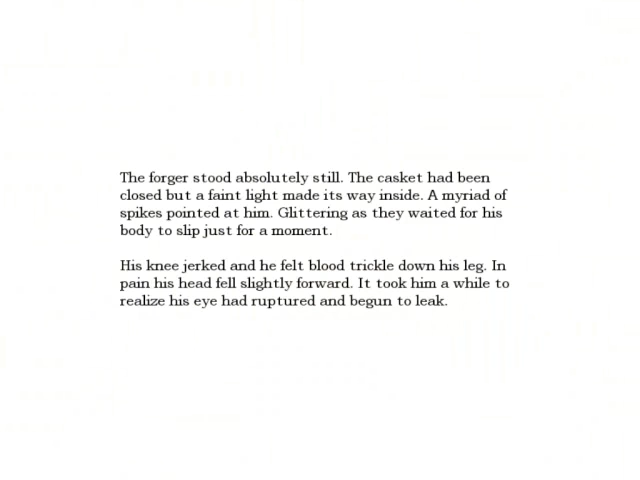 The forger stood absolutely still. The casket had been
closed but a faint light made its way inside. A myriad of
spikes pointed at him. Glittering as they waited for his
body to slip just for a moment.
His knee jerked and he felt blood trickle down his leg. In
pain his head fell slightly forward. It took him a while to
realize his eye had ruptured and begun to leak.